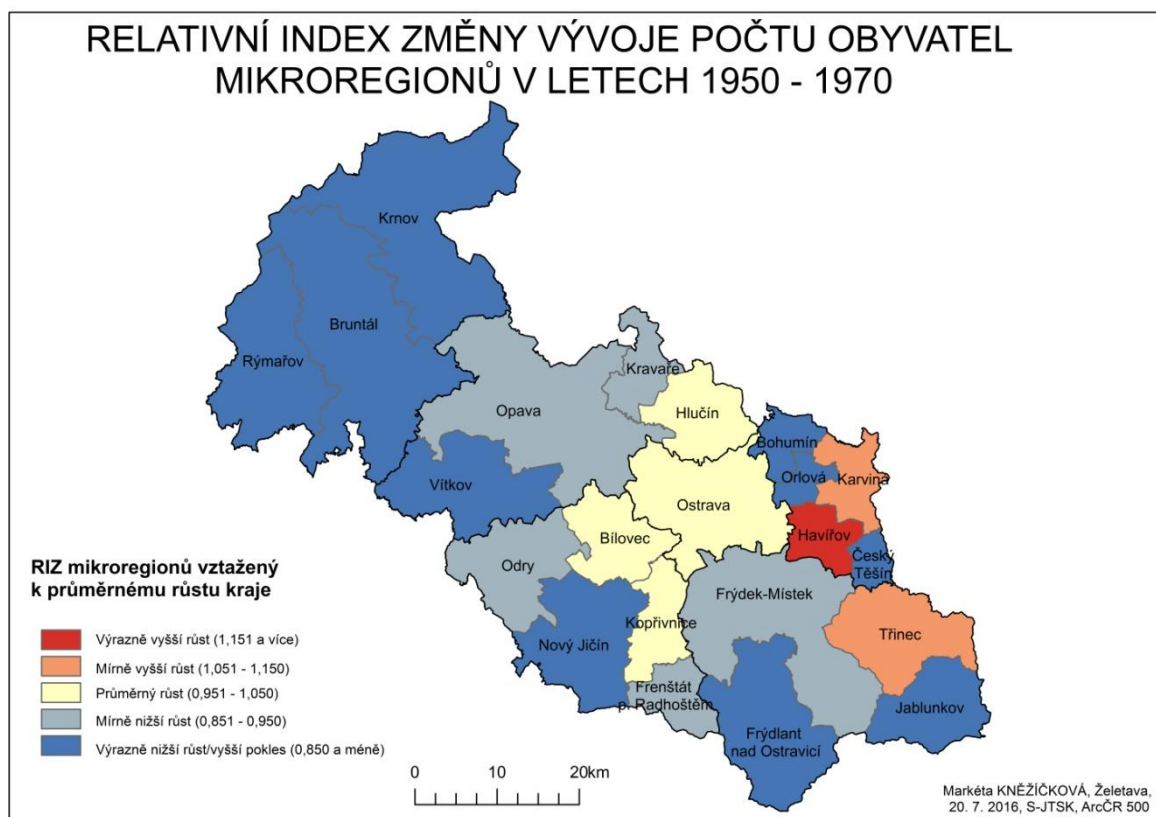 RELATIVNÍ INDEX ZMĚNY VÝVOJE POČTU OBYVATEL
MIKROREGIONŮ V LETECH 1950 - 1970
Krnov
Bruntál
Rýmařov
Kravaře
Opava
Hlučín
Bohumín
Orlová
Karviná
Vítkov
Ostrava
Havířov
Bílovec
Český
Těšín
Odry
Frýdek-Místek
Kopřivnice
Třinec
Nový Jičín
Frenštát
p. Radhoštěm
Jablunkov
Frýdlant
nad Ostravicí
RIZ mikroregionů vztažený
k průměrnému růstu kraje
Výrazně vyšší růst (1,151 a více)
Mírně vyšší růst (1,051 - 1,150)
Průměrný růst (0,951 - 1,050)
Mírně nižší růst (0,851 - 0,950)
Výrazně nižší růst/vyšší pokles (0,850 a méně)
0 10 20km
Markéta KNĚŽÍČKOVÁ, Želetava,
20. 7. 2016, S-JTSK, ArcČR 500